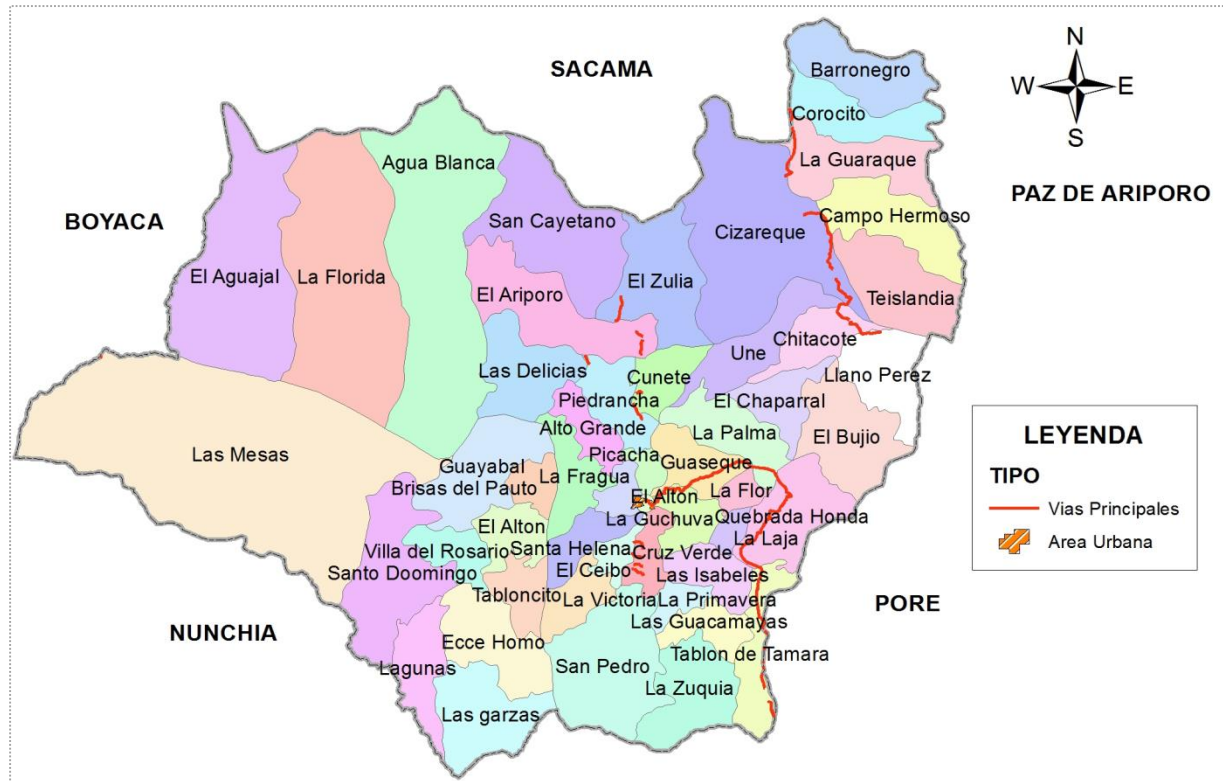 SACAMA
N
W
E
S
Barronegro
Corocito
La Guaraque
Agua Blanca
PAZ DE ARIPORO
BOYACA
San Cayetano
Campo Hermoso
Cizareque
El Aguajal
La Florida
El Ariporo
El Zulia
Teislandia
Chitacote
Une
Las Delicias
Cunete
Llano Perez
Piedrancha
El Chaparral
Alto Grande
La Palma
El Bujio
Las Mesas
Picacha
Guayabal
La Fragua
Guaseque
Brisas del Pauto
La Flor
El Alton
La Guchuva
Quebrada Honda
El Alton
La Laja
Villa del Rosario
Santa Helena
Cruz Verde
Santo Doomingo
El Ceibo
Las Isabeles
Tabloncito
La Victoria
La Primavera
PORE
Las Guacamayas
NUNCHIA
Ecce Homo
Tablon de Tamara
Lagunas
San Pedro
La Zuquia
Las garzas
LEYENDA
TIPO
Vias Principales
Area Urbana